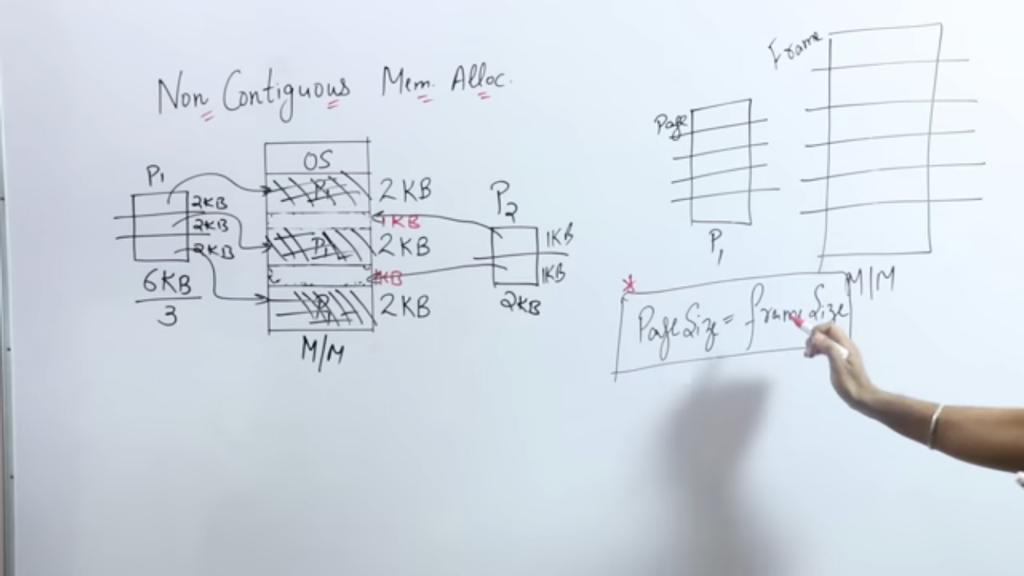 Non Contiguous Mem. Alloc.
P1
2KB
2KB
2KB
6KB
3
OS
P1
2KB
1KB
P1
2KB
1KB
P1
2KB
M/M
P2
1KB
1KB
2KB
Page
P1
Frame
M/M
* Page Size = frame Size